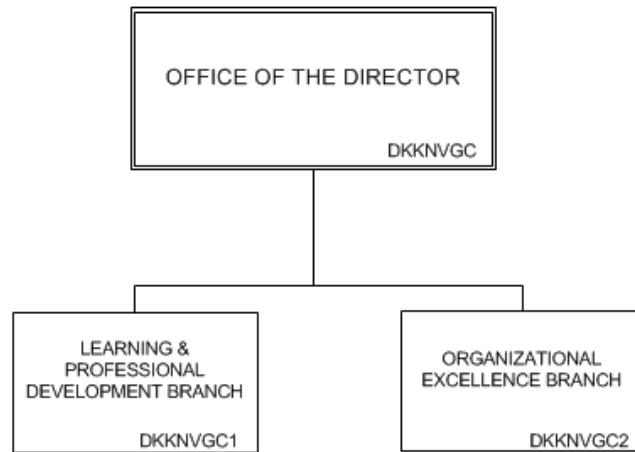 OFFICE OF THE DIRECTOR
DKKNVGC
LEARNING &
PROFESSIONAL
DEVELOPMENT BRANCH
DKKNVGC1
ORGANIZATIONAL
EXCELLENCE BRANCH
DKKNVGC2